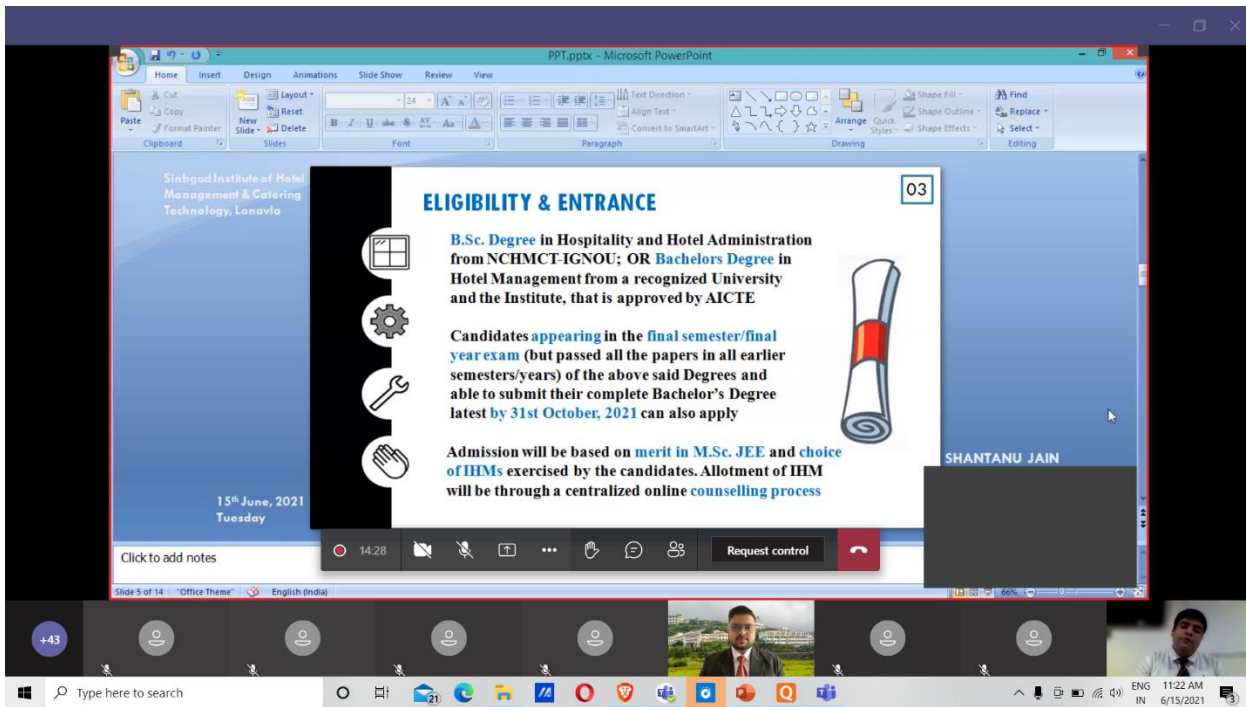 PPT.pptx - Microsoft PowerPoint
Home Insert Design Animations Slide Show Review View
Cut
Copy
Format Painter
Paste
Clipboard
New
Slide
Layout
Reset
Delete
Slides
24
Font
Text Direction
Align Text
Convert to SmartArt
Paragraph
Arrange
Quick
Styles
Shape Fill
Shape Outline
Shape Effects
Drawing
Find
Replace
Select
Editing
Sinhgad Institute of Hotel
Management & Catering
Technology, Lonavla
03
ELIGIBILITY & ENTRANCE
B.Sc. Degree in Hospitality and Hotel Administration
from NCHMCT-IGNOU; OR Bachelors Degree in
Hotel Management from a recognized University
and the Institute, that is approved by AICTE
Candidates appearing in the final semester/final
year exam (but passed all the papers in all earlier
semesters/years) of the above said Degrees and
able to submit their complete Bachelor's Degree
latest by 31st October, 2021 can also apply
Admission will be based on merit in M.Sc. JEE and choice
of IHMs exercised by the candidates. Allotment of IHM
will be through a centralized online counselling process
SHANTANU JAIN
15th June, 2021
Tuesday
Click to add notes
14:28
Request control
Slide 5 of 14 "Office Theme" English (India)
66%
+43
Type here to search
21
ENG
IN
11:22 AM
6/15/2021
3